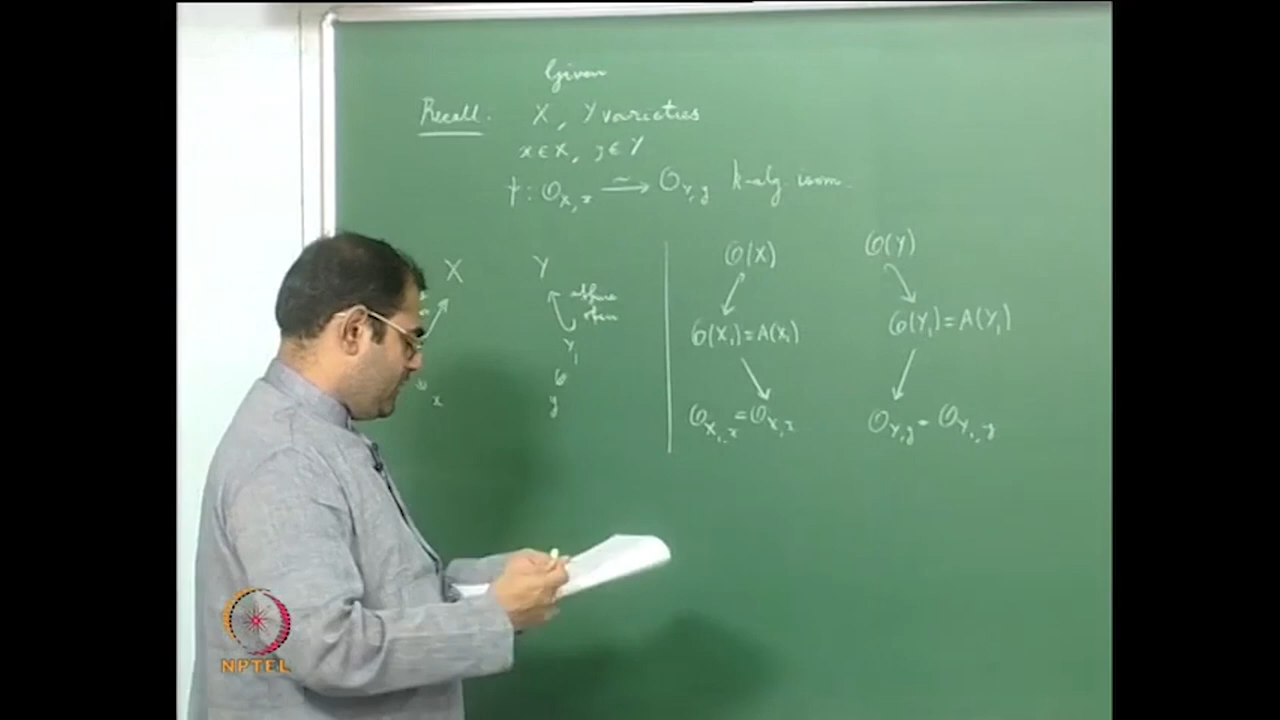 Given
Recall: X, Y varieties
x ∈ X, y ∈ Y
ψ: O_{X,x} ⥲ O_{Y,y} k-alg. isom.
X Y
affine
open
Y₁
y
x
O(X) O(Y)
O(X₁)=A(X₁) O(Y₁)=A(Y₁)
O_{X₁,x} = O_{X,x} O_{Y,y} = O_{Y₁,y}
NPTEL